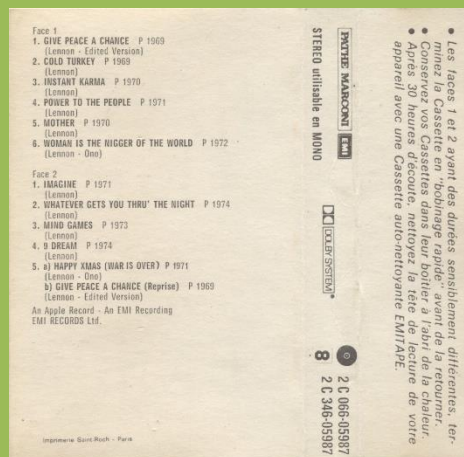 Face 1
1. GIVE PEACE A CHANCE P 1969
(Lennon - Edited Version)
2. COLD TURKEY P 1969
(Lennon)
3. INSTANT KARMA P 1970
(Lennon)
4. POWER TO THE PEOPLE P 1971
(Lennon)
5. MOTHER P 1970
(Lennon)
6. WOMAN IS THE NIGGER OF THE WORLD P 1972
(Lennon - Ono)
Face 2
1. IMAGINE P 1971
(Lennon)
2. WHATEVER GETS YOU THRU' THE NIGHT P 1974
(Lennon)
3. MIND GAMES P 1973
(Lennon)
4. 9 DREAM P 1974
(Lennon)
5. a) HAPPY XMAS (WAR IS OVER) P 1971
(Lennon - Ono)
b) GIVE PEACE A CHANCE (Reprise) P 1969
(Lennon - Edited Version)
An Apple Record - An EMI Recording
EMI RECORDS Ltd.
Imprimerie Saint-Roch - Paris
PATHE MARCONI EMI
STEREO utilisable en MONO
DOLBY SYSTEM
8
2 C 066-05987
2 C 346-05987
• Les faces 1 et 2 ayant des durées sensiblement différentes, ter-
minez la Cassette en "bobinage rapide" avant de la retourner.
• Conservez vos Cassettes dans leur boîtier à l'abri de la chaleur.
• Après 30 heures d'écoute, nettoyez la tête de lecture de votre
appareil avec une Cassette auto-nettoyante EMITAPE.